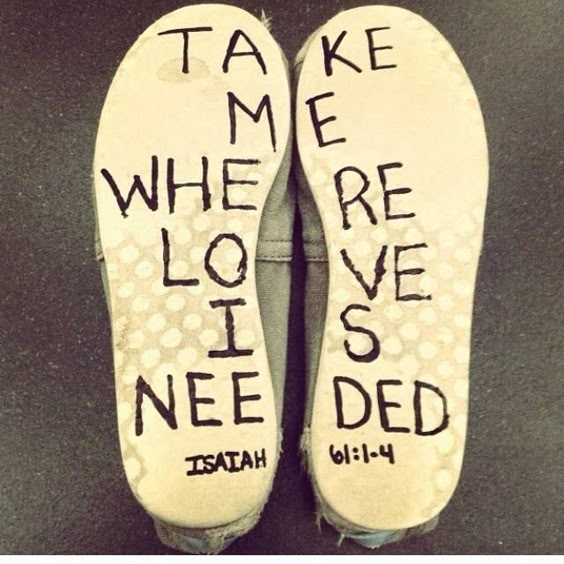 TAKE
ME
WHERE
LOVE
IS
NEEDED
ISAIAH 61:1-4